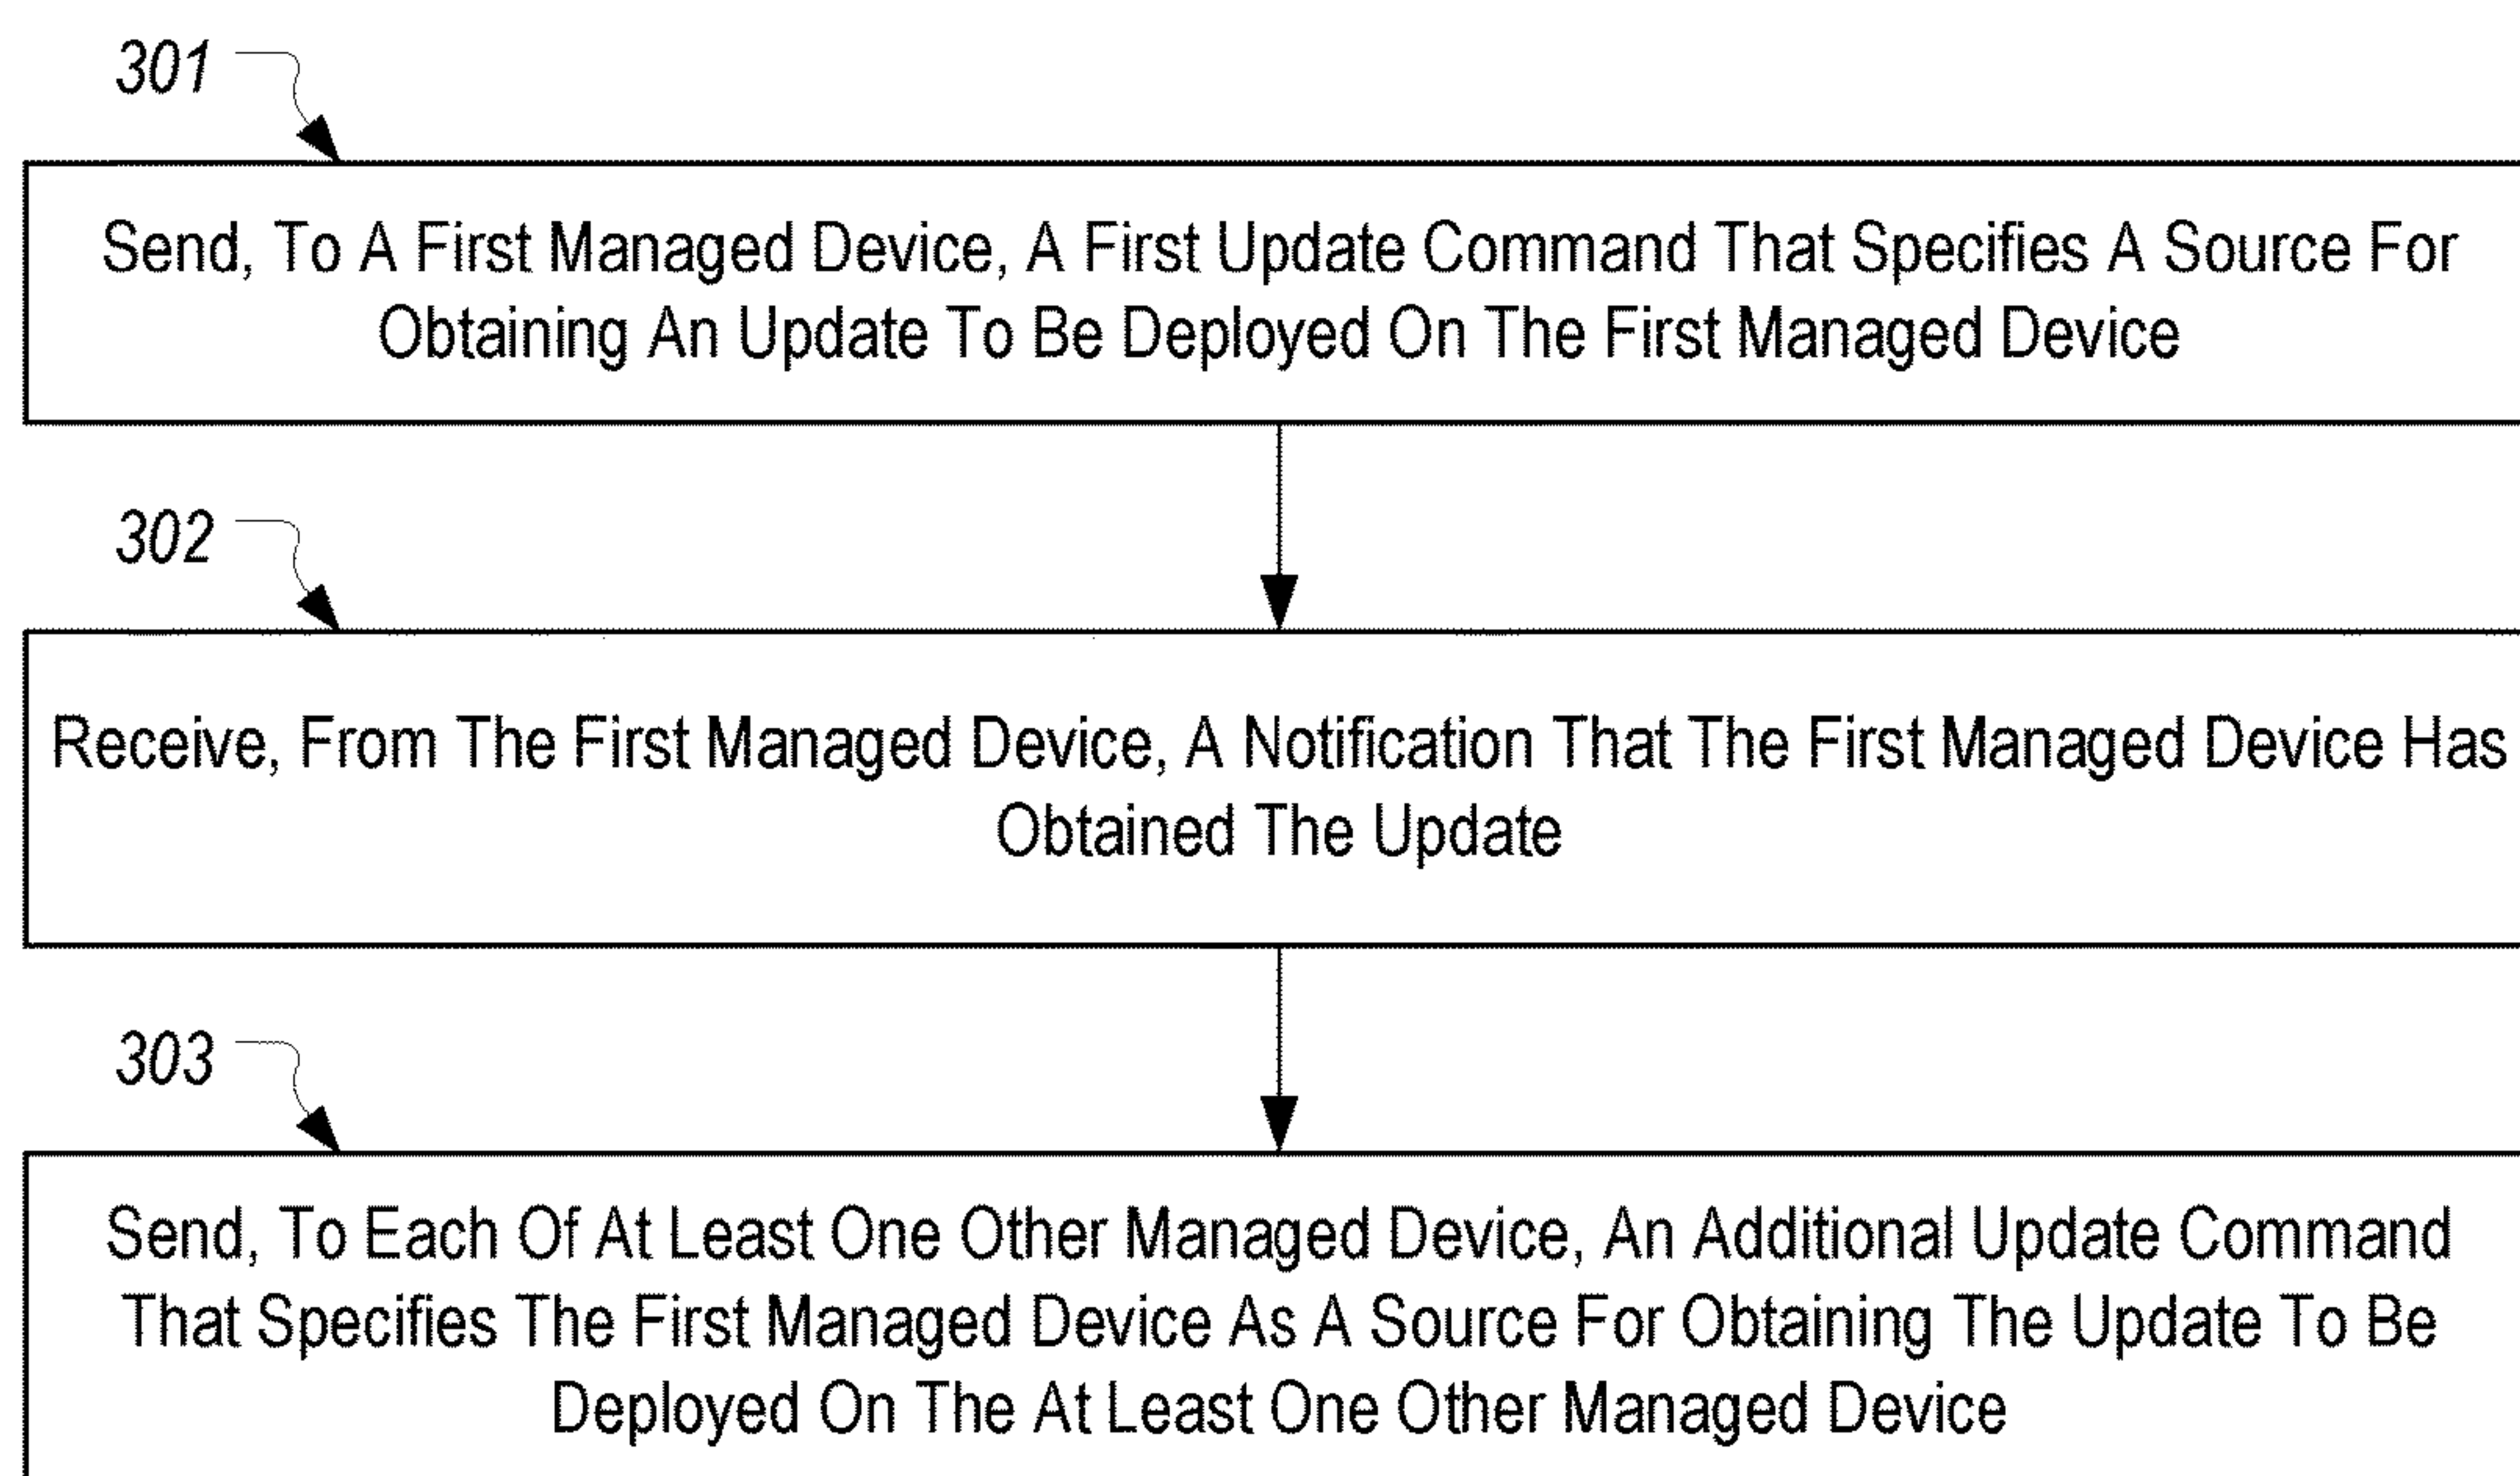 301
Send, To A First Managed Device, A First Update Command That Specifies A Source For
Obtaining An Update To Be Deployed On The First Managed Device
302
Receive, From The First Managed Device, A Notification That The First Managed Device Has
Obtained The Update
303
Send, To Each Of At Least One Other Managed Device, An Additional Update Command
That Specifies The First Managed Device As A Source For Obtaining The Update To Be
Deployed On The At Least One Other Managed Device